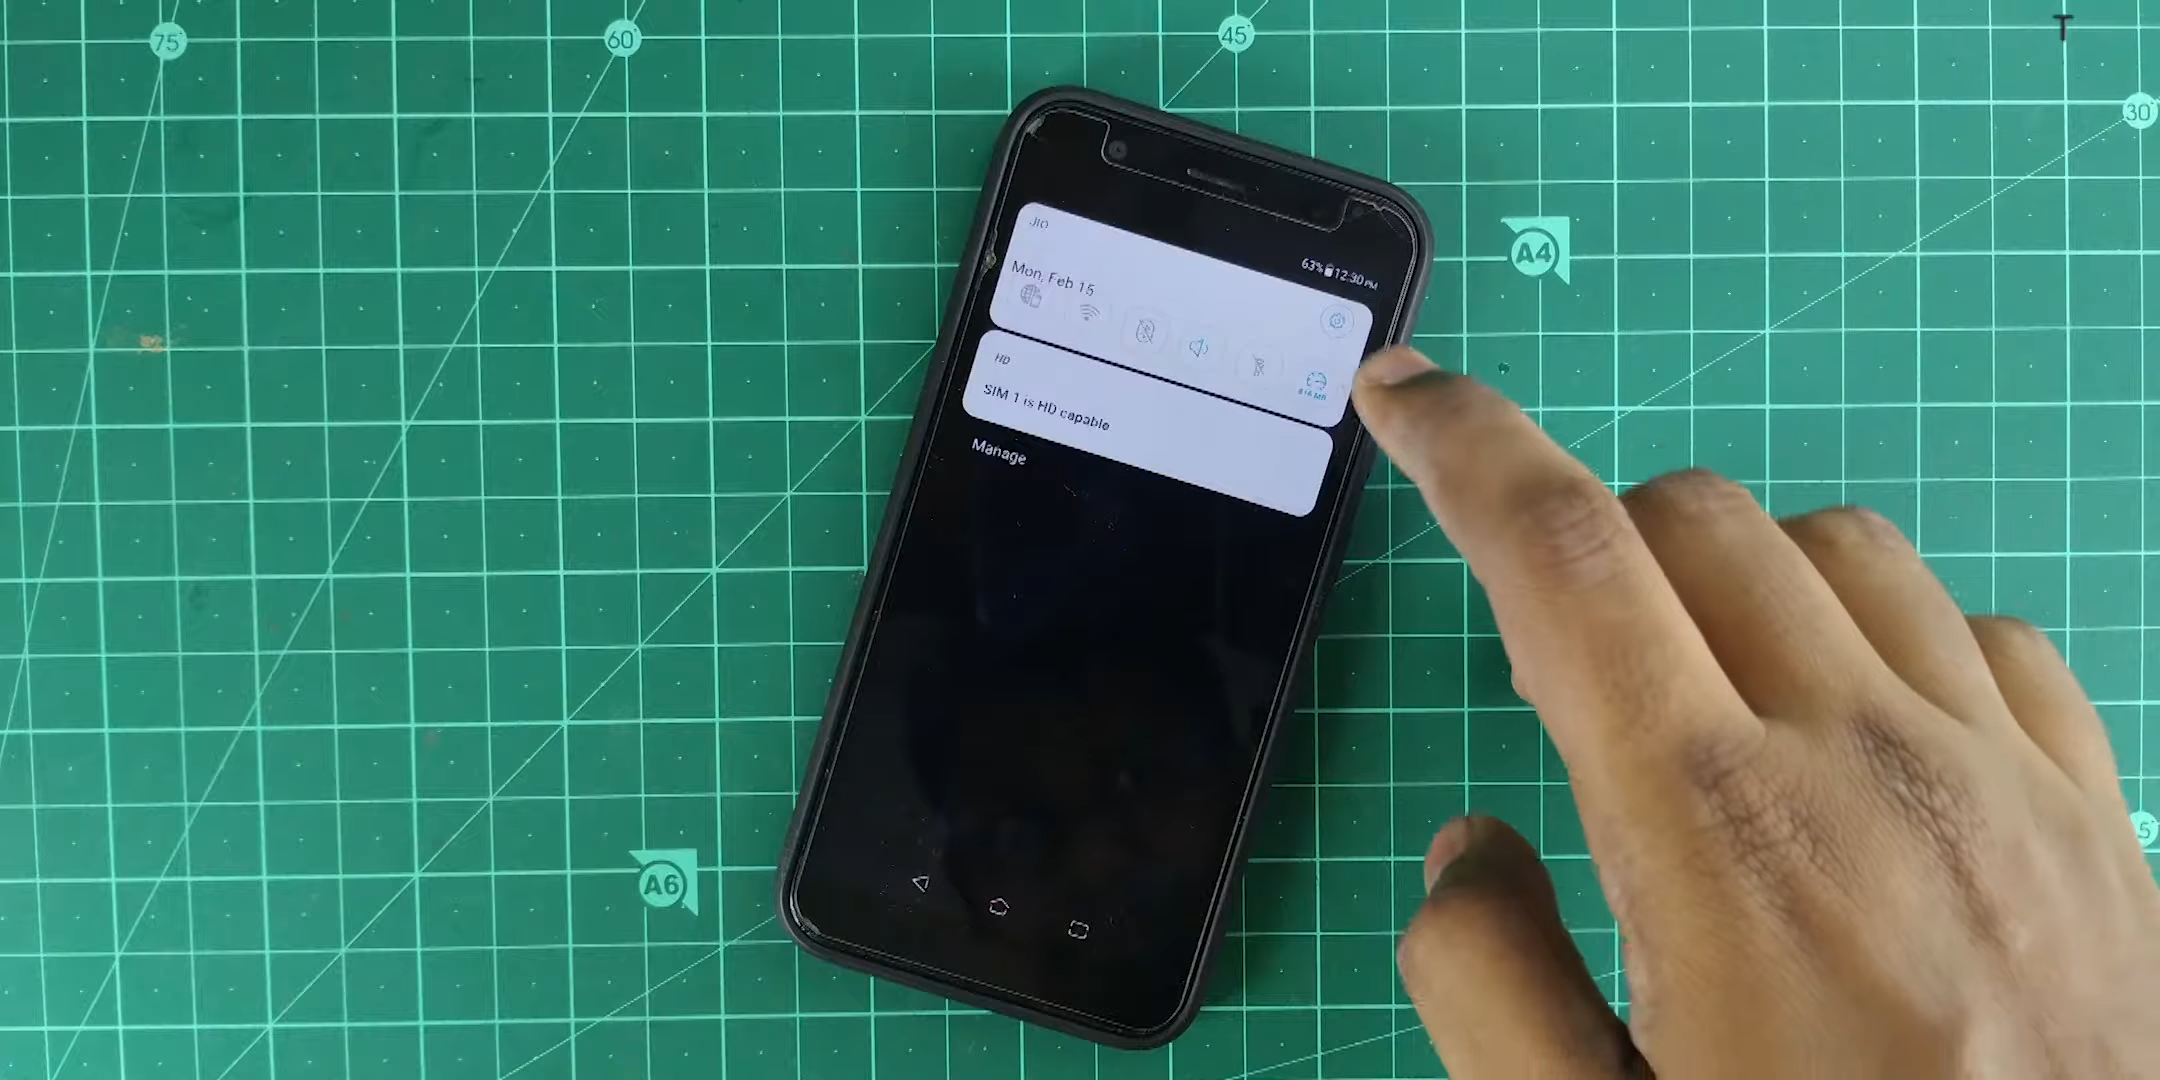 75°
60°
45°
30°
A4
JIO
63% 12:30 PM
Mon, Feb 15
HD
SIM 1 is HD capable
Manage
A6